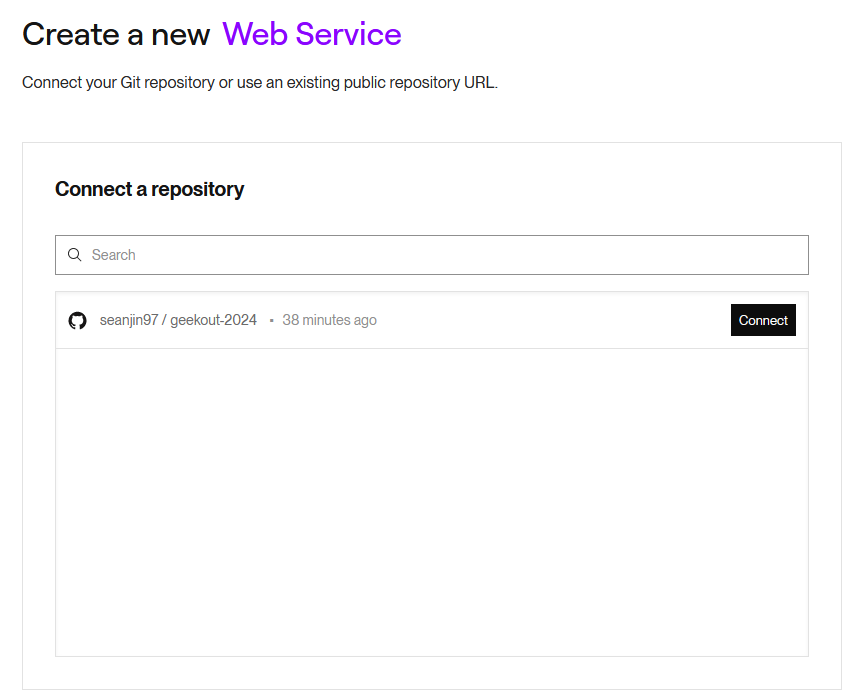 Create a new Web Service
Connect your Git repository or use an existing public repository URL.
Connect a repository
Search
seanjin97 / geekout-2024 • 38 minutes ago
Connect